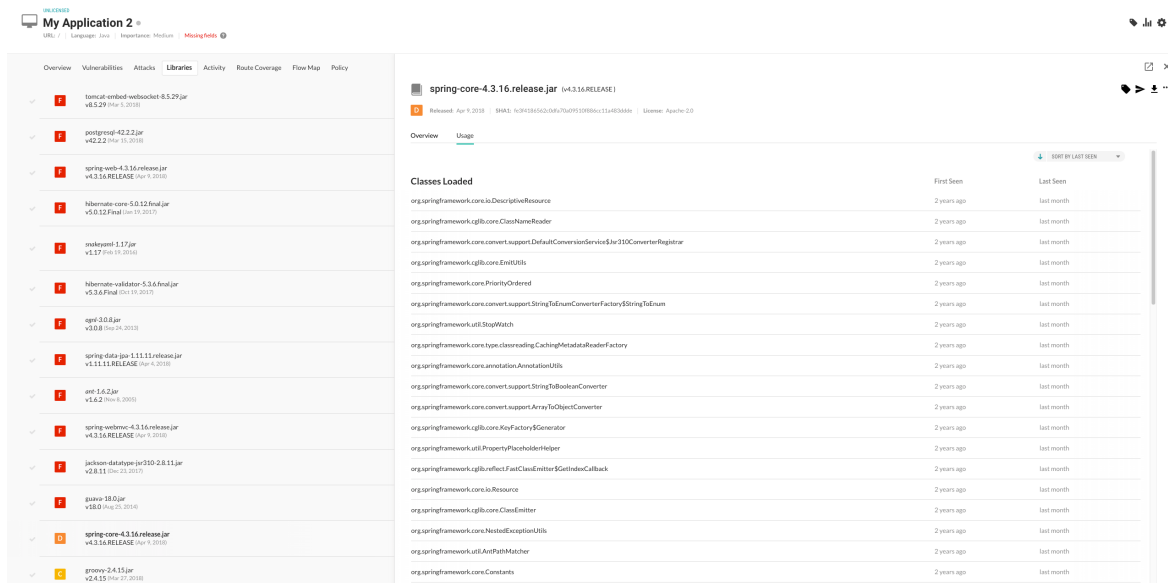 UNLICENSED
My Application 2
URL: / | Language: Java | Importance: Medium | Missing fields ?
Overview Vulnerabilities Attacks Libraries Activity Route Coverage Flow Map Policy
F tomcat-embed-websocket-8.5.29.jar
v8.5.29 (Mar 5, 2018)
F postgresql-42.2.2.jar
v42.2.2 (Mar 15, 2018)
F spring-web-4.3.16.release.jar
v4.3.16.RELEASE (Apr 9, 2018)
F hibernate-core-5.0.12.final.jar
v5.0.12.Final (Jan 19, 2017)
F snakeyaml-1.17.jar
v1.17 (Feb 19, 2016)
F hibernate-validator-5.3.6.final.jar
v5.3.6.Final (Oct 19, 2017)
F ognl-3.0.8.jar
v3.0.8 (Sep 24, 2013)
F spring-data-jpa-1.11.11.release.jar
v1.11.11.RELEASE (Apr 4, 2018)
F ant-1.6.2.jar
v1.6.2 (Nov 8, 2005)
F spring-webmvc-4.3.16.release.jar
v4.3.16.RELEASE (Apr 9, 2018)
F jackson-datatype-jsr310-2.8.11.jar
v2.8.11 (Dec 23, 2017)
F guava-18.0.jar
v18.0 (Aug 25, 2014)
D spring-core-4.3.16.release.jar
v4.3.16.RELEASE (Apr 9, 2018)
C groovy-2.4.15.jar
v2.4.15 (Mar 27, 2018)
spring-core-4.3.16.release.jar (v4.3.16.RELEASE )
D Released: Apr 9, 2018 | SHA1: | License: Apache-2.0
Overview Usage
SORT BY LAST SEEN
Classes Loaded First Seen Last Seen
org.springframework.core.io.DescriptiveResource 2 years ago last month
org.springframework.cglib.core.ClassNameReader 2 years ago last month
org.springframework.core.convert.support.DefaultConversionService$Jsr310ConverterRegistrar 2 years ago last month
org.springframework.cglib.core.EmitUtils 2 years ago last month
org.springframework.core.PriorityOrdered 2 years ago last month
org.springframework.core.convert.support.StringToEnumConverterFactory$StringToEnum 2 years ago last month
org.springframework.util.StopWatch 2 years ago last month
org.springframework.core.type.classreading.CachingMetadataReaderFactory 2 years ago last month
org.springframework.core.annotation.AnnotationUtils 2 years ago last month
org.springframework.core.convert.support.StringToBooleanConverter 2 years ago last month
org.springframework.core.convert.support.ArrayToObjectConverter 2 years ago last month
org.springframework.cglib.core.KeyFactory$Generator 2 years ago last month
org.springframework.util.PropertyPlaceholderHelper 2 years ago last month
org.springframework.cglib.reflect.FastClassEmitter$GetIndexCallback 2 years ago last month
org.springframework.core.io.Resource 2 years ago last month
org.springframework.cglib.core.ClassEmitter 2 years ago last month
org.springframework.core.NestedExceptionUtils 2 years ago last month
org.springframework.util.AntPathMatcher 2 years ago last month
org.springframework.core.Constants 2 years ago last month